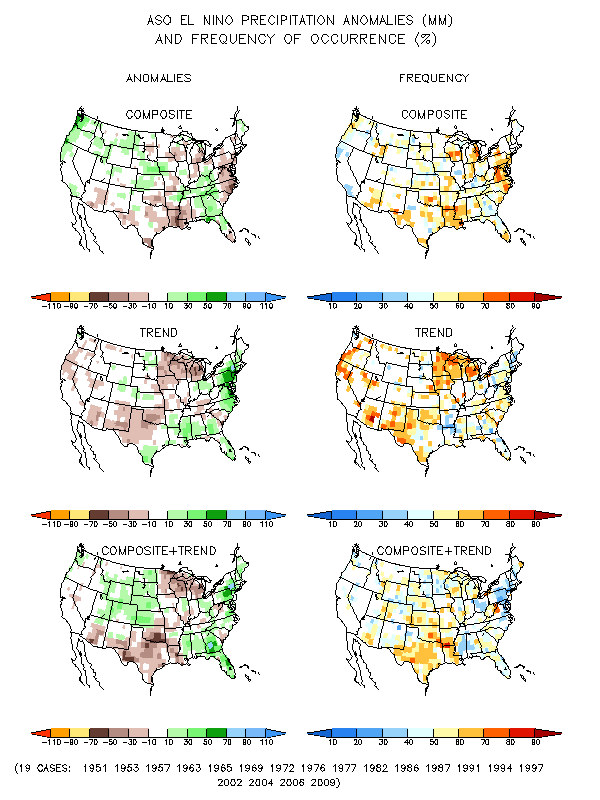 ASO EL NINO PRECIPITATION ANOMALIES (MM)
AND FREQUENCY OF OCCURRENCE (%)
ANOMALIES
FREQUENCY
COMPOSITE
COMPOSITE
-110 -90 -70 -50 -30 -10 10 30 50 70 90 110
10 20 30 40 50 60 70 80 90
TREND
TREND
-110 -90 -70 -50 -30 -10 10 30 50 70 90 110
10 20 30 40 50 60 70 80 90
COMPOSITE+TREND
COMPOSITE+TREND
-110 -90 -70 -50 -30 -10 10 30 50 70 90 110
10 20 30 40 50 60 70 80 90
(19 CASES: 1951 1953 1957 1963 1965 1969 1972 1976 1977 1982 1986 1987 1991 1994 1997
2002 2004 2006 2009)